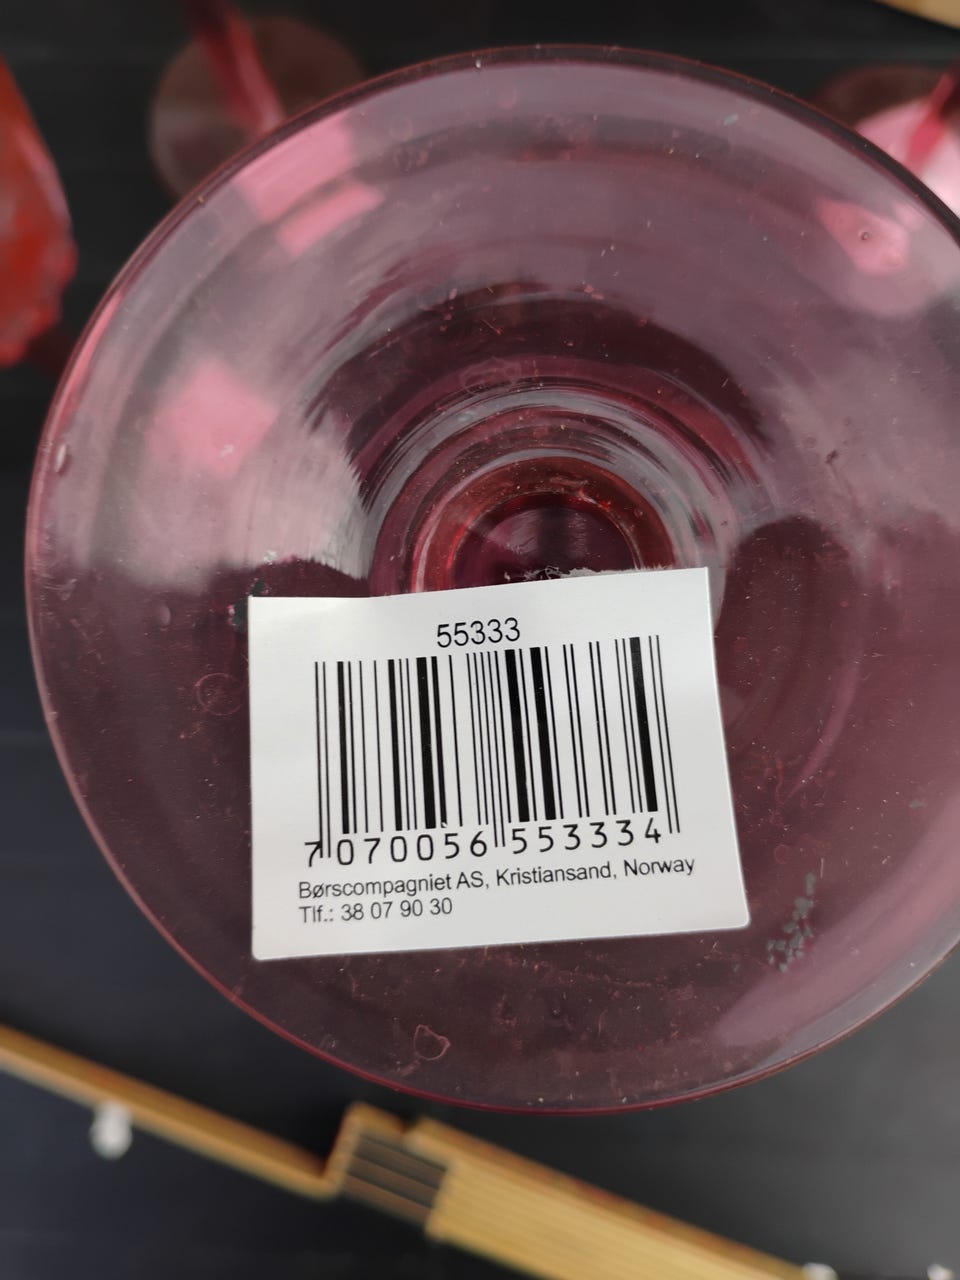 55333
7 070056 553334
Børscompagniet AS, Kristiansand, Norway
Tlf.: 38 07 90 30